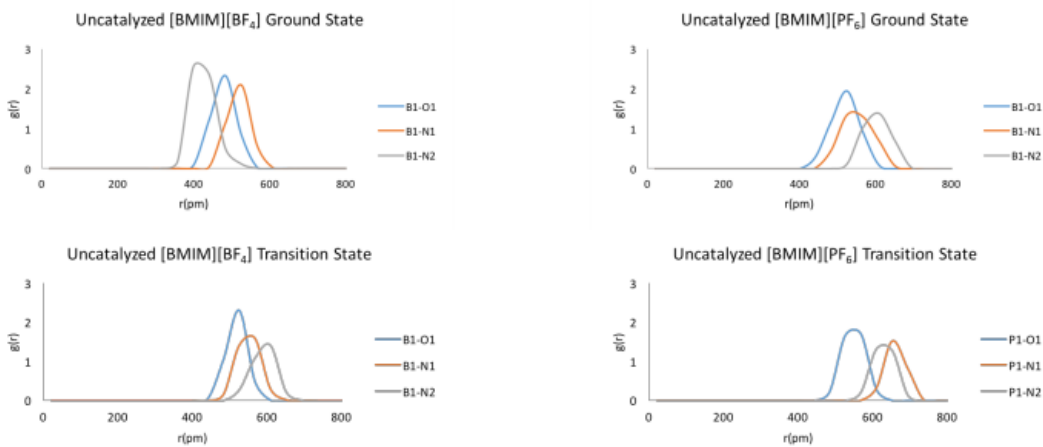 Uncatalyzed [BMIM][BF₄] Ground State
3
2
1
0
g(r)
0 200 400 600 800
r(pm)
B1-O1
B1-N1
B1-N2
Uncatalyzed [BMIM][PF₆] Ground State
3
2
1
0
g(r)
0 200 400 600 800
r(pm)
B1-O1
B1-N1
B1-N2
Uncatalyzed [BMIM][BF₄] Transition State
3
2
1
0
g(r)
0 200 400 600 800
r(pm)
B1-O1
B1-N1
B1-N2
Uncatalyzed [BMIM][PF₆] Transition State
3
2
1
0
g(r)
0 200 400 600 800
r(pm)
P1-O1
P1-N1
P1-N2